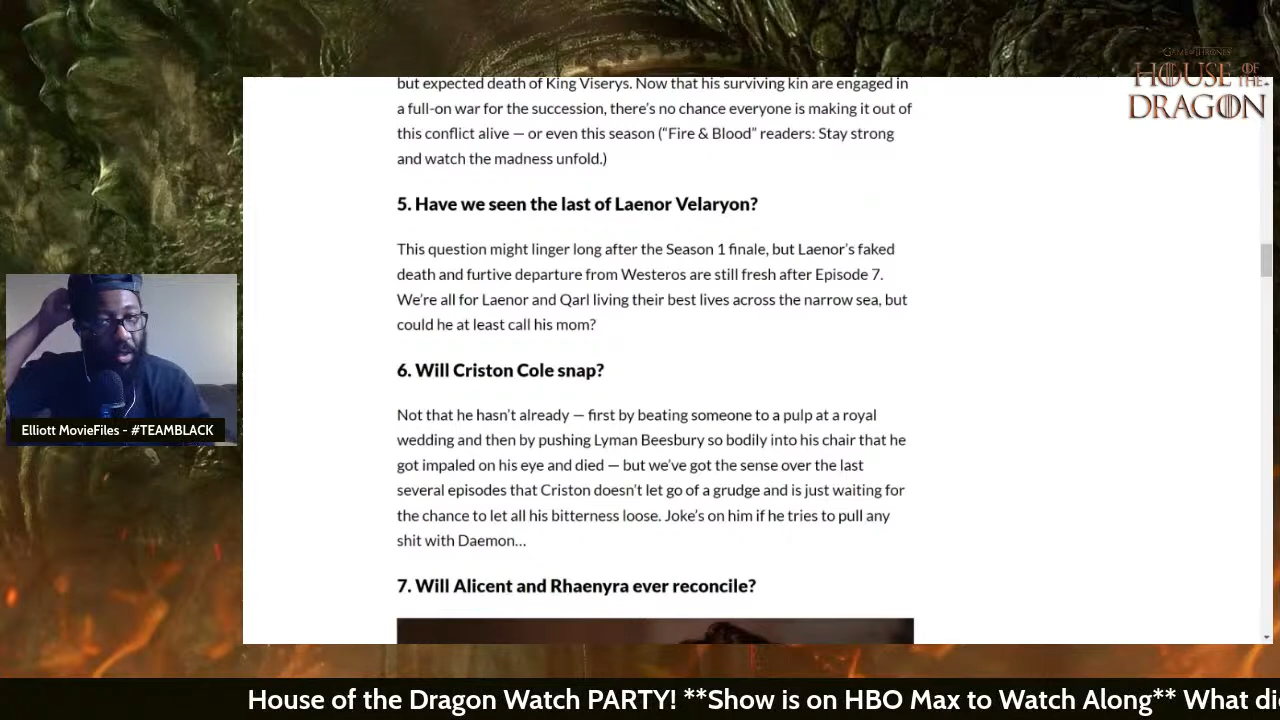 GAME OF THRONES
HOUSE OF THE
DRAGON
but expected death of King Viserys. Now that his surviving kin are engaged in
a full-on war for the succession, there’s no chance everyone is making it out of
this conflict alive — or even this season (“Fire & Blood” readers: Stay strong
and watch the madness unfold.)
5. Have we seen the last of Laenor Velaryon?
This question might linger long after the Season 1 finale, but Laenor’s faked
death and furtive departure from Westeros are still fresh after Episode 7.
We’re all for Laenor and Qarl living their best lives across the narrow sea, but
could he at least call his mom?
6. Will Criston Cole snap?
Not that he hasn’t already — first by beating someone to a pulp at a royal
wedding and then by pushing Lyman Beesbury so bodily into his chair that he
got impaled on his eye and died — but we’ve got the sense over the last
several episodes that Criston doesn’t let go of a grudge and is just waiting for
the chance to let all his bitterness loose. Joke’s on him if he tries to pull any
shit with Daemon…
7. Will Alicent and Rhaenyra ever reconcile?
Elliott MovieFiles - #TEAMBLACK
House of the Dragon Watch PARTY! **Show is on HBO Max to Watch Along** What di